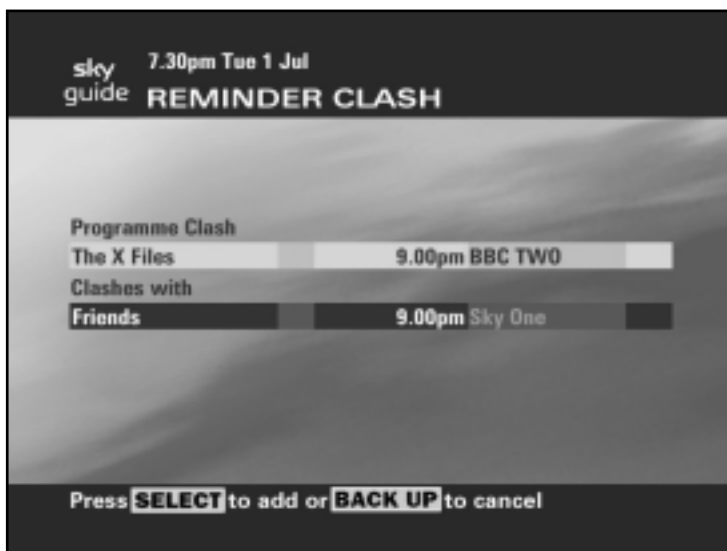 sky guide
7.30pm Tue 1 Jul
REMINDER CLASH
Programme Clash
The X Files 9.00pm BBC TWO
Clashes with
Friends 9.00pm Sky One
Press SELECT to add or BACK UP to cancel